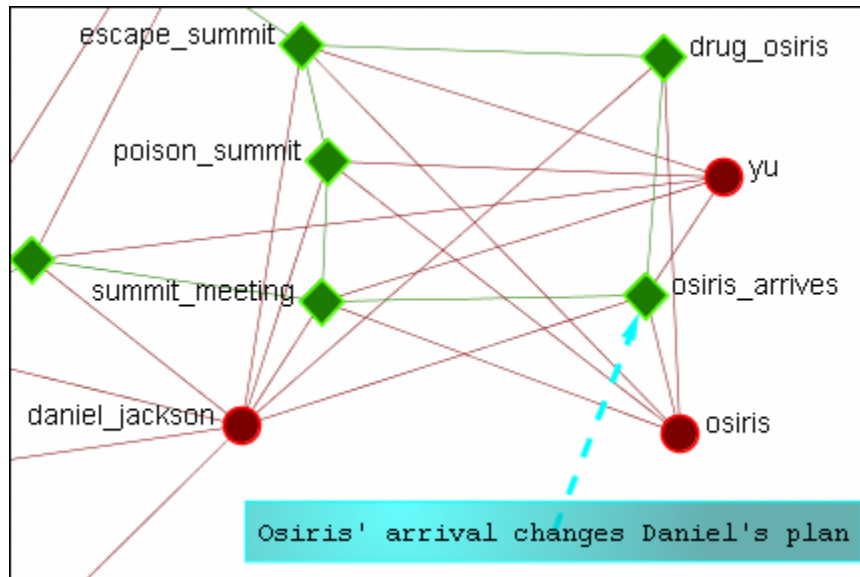 escape_summit
drug_osiris
poison_summit
yu
summit_meeting
osiris_arrives
daniel_jackson
osiris
Osiris' arrival changes Daniel's plan